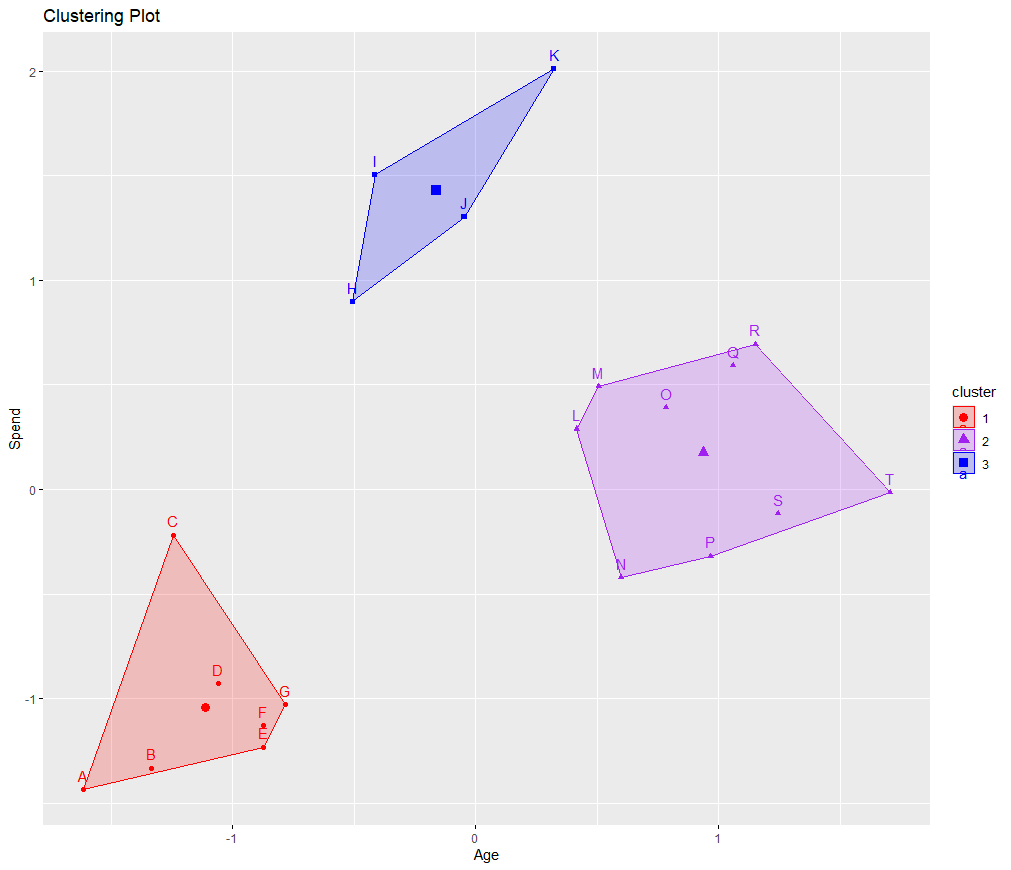 Clustering Plot
K
2
I
J
H
1
R
Q
M
O
L
Spend
cluster
1
2
a
3
T
0
S
C
P
N
D
G
-1
F
E
B
A
-1
0
1
Age